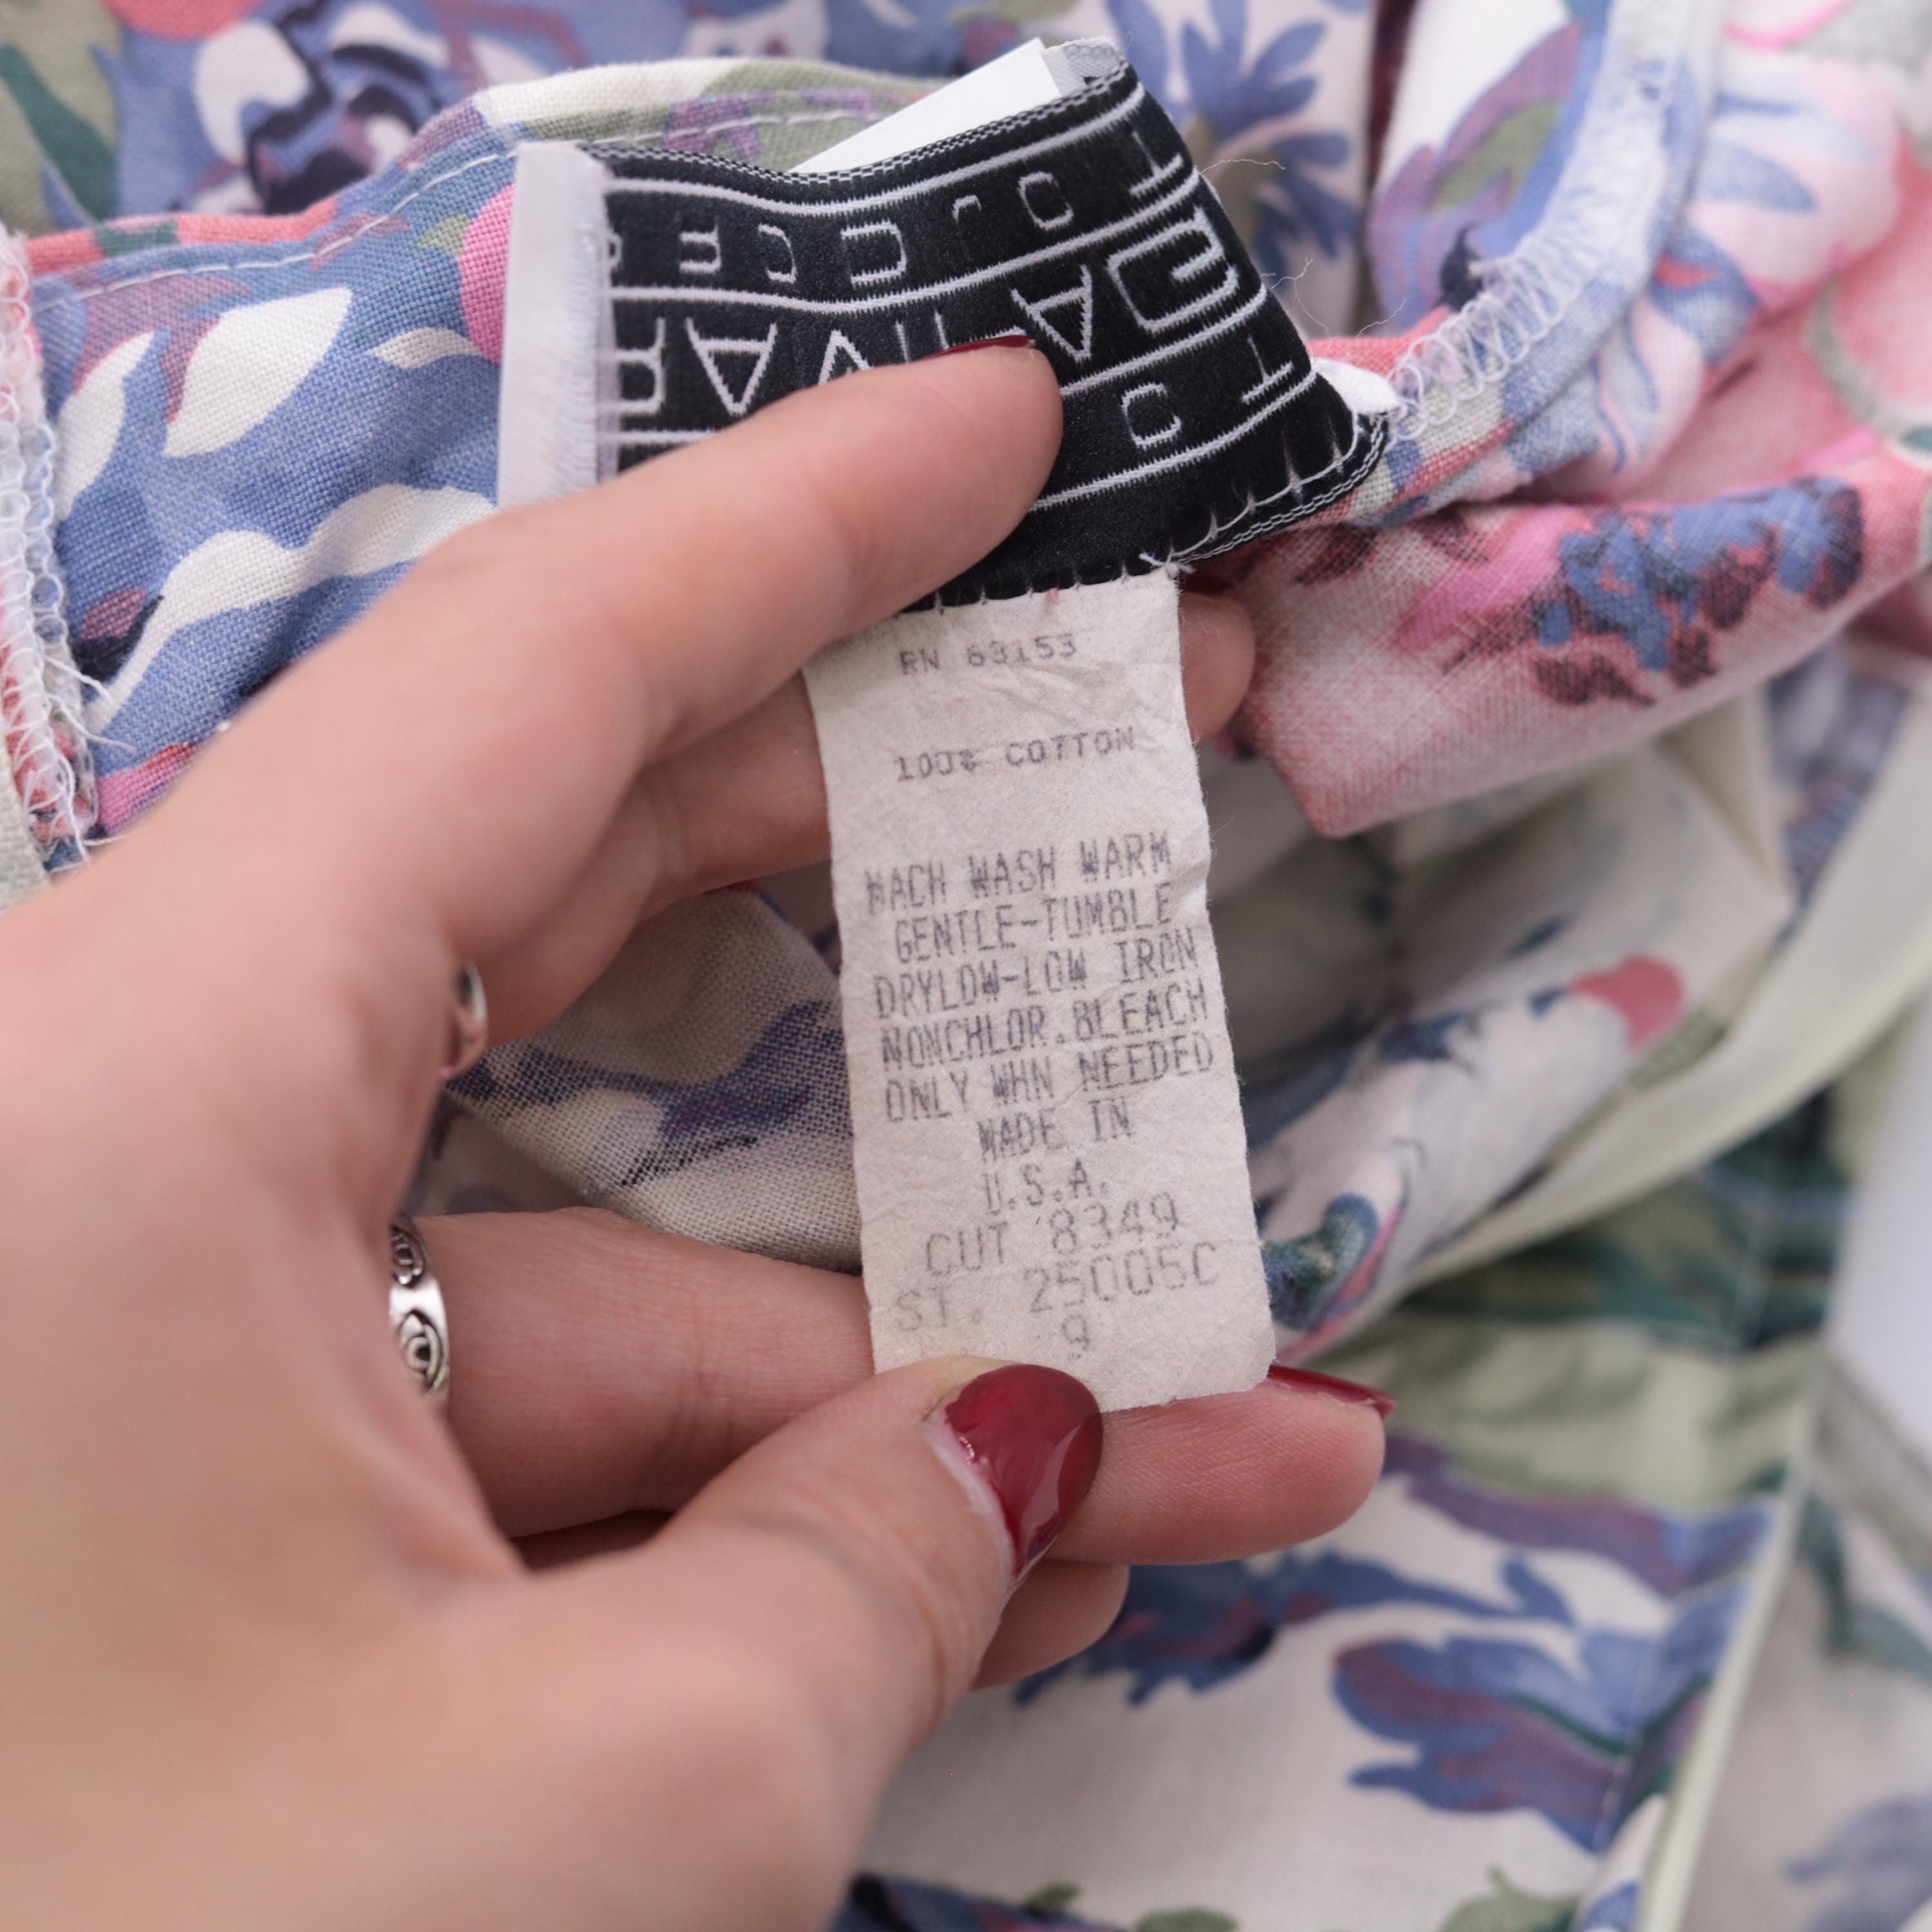 RN 63153
100% COTTON
MACH WASH WARM
GENTLE-TUMBLE
DRYLOW-LOW IRON
NONCHLOR.BLEACH
ONLY WHN NEEDED
MADE IN
U.S.A.
CUT 8349
ST. 25005C
9